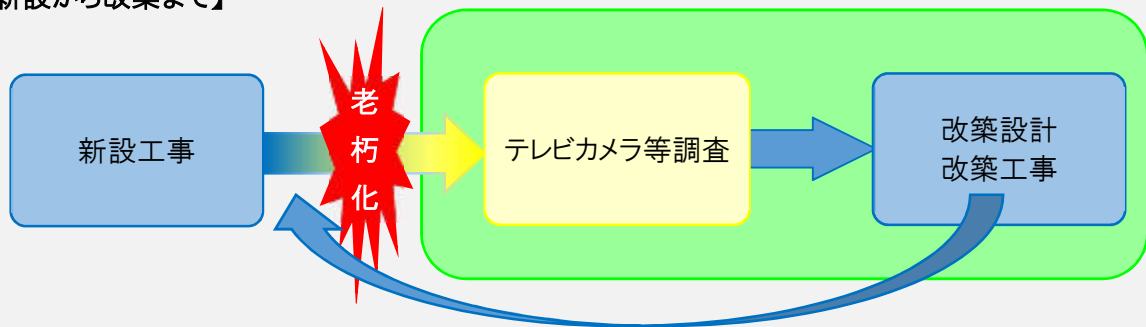 新設から改築まで】
新設工事
老
朽
化
テレビカメラ等調査
改築設計
改築工事